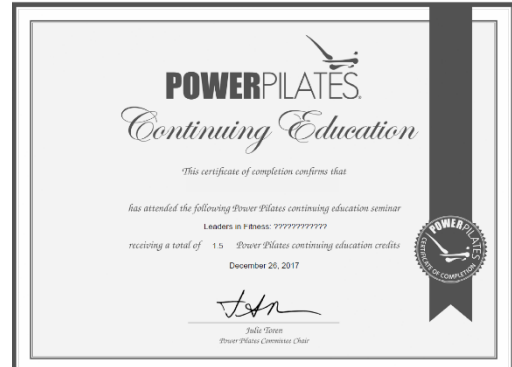 POWERPILATES®
Continuing Education
This certificate of completion confirms that
has attended the following Power Pilates continuing education seminar
Leaders in Fitness: ????????????
receiving a total of 1.5 Power Pilates continuing education credits
December 26, 2017
Julie Toren
Power Pilates Committee Chair
POWERPILATES
CERTIFICATE OF COMPLETION